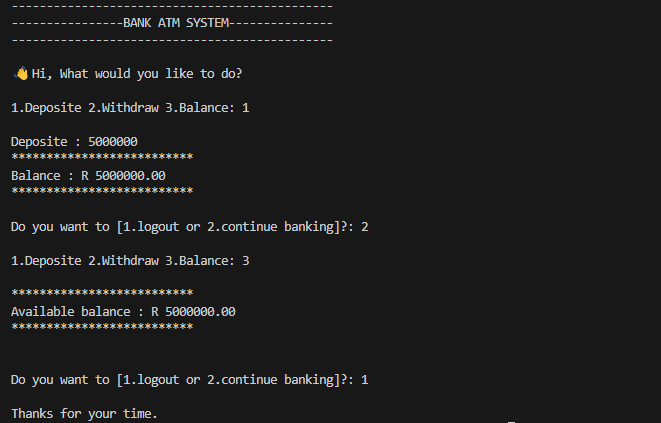 ----------------------------------------------
----------------BANK ATM SYSTEM---------------
----------------------------------------------
👋Hi, What would you like to do?
1.Deposite 2.Withdraw 3.Balance: 1
Deposite : 5000000
**************************
Balance : R 5000000.00
**************************
Do you want to [1.logout or 2.continue banking]?: 2
1.Deposite 2.Withdraw 3.Balance: 3
**************************
Available balance : R 5000000.00
**************************
Do you want to [1.logout or 2.continue banking]?: 1
Thanks for your time.